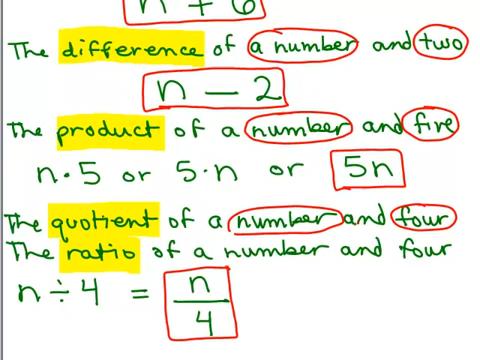 n + 6
The difference of a number and two
n - 2
The product of a number and five
n · 5 or 5 · n or 5n
The quotient of a number and four
The ratio of a number and four
n ÷ 4 = n/4